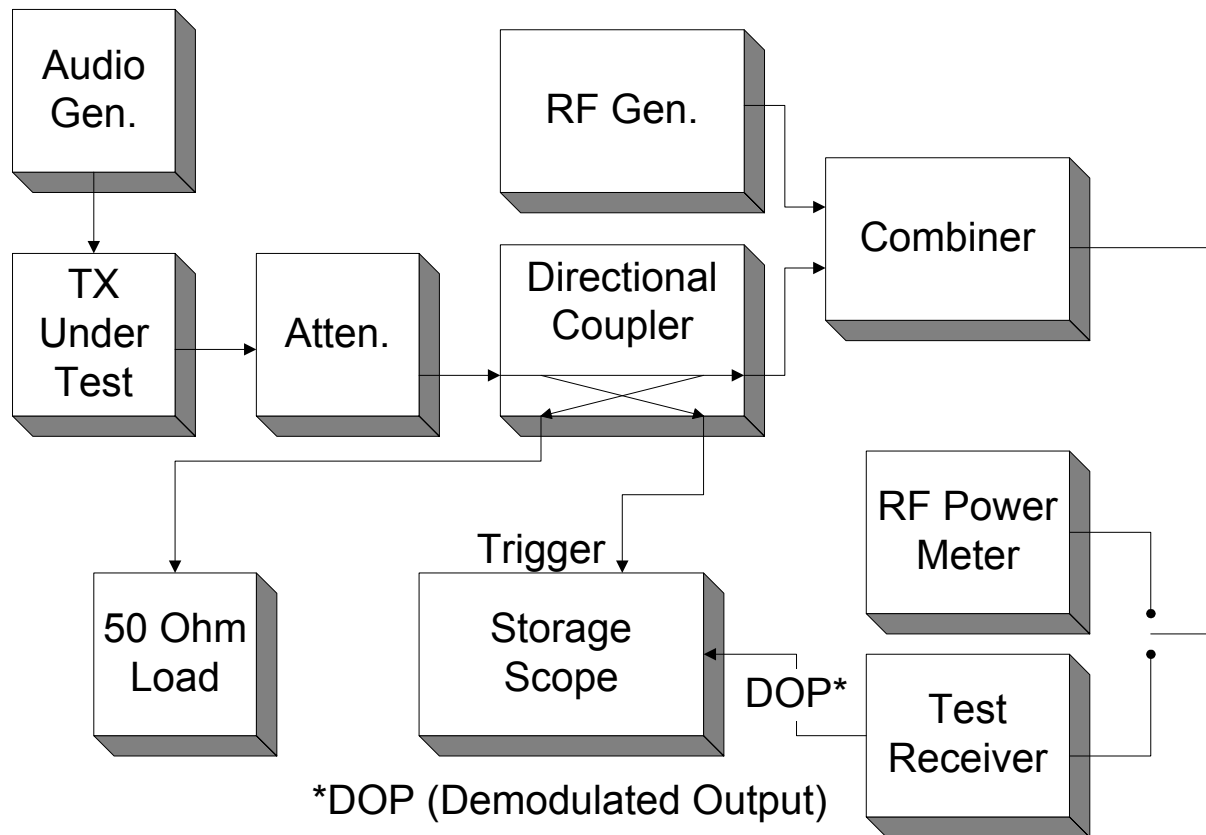 Audio
Gen.
RF Gen.
Combiner
TX
Under
Test
Atten.
Directional
Coupler
RF Power
Meter
Trigger
50 Ohm
Load
Storage
Scope
DOP*
Test
Receiver
*DOP (Demodulated Output)